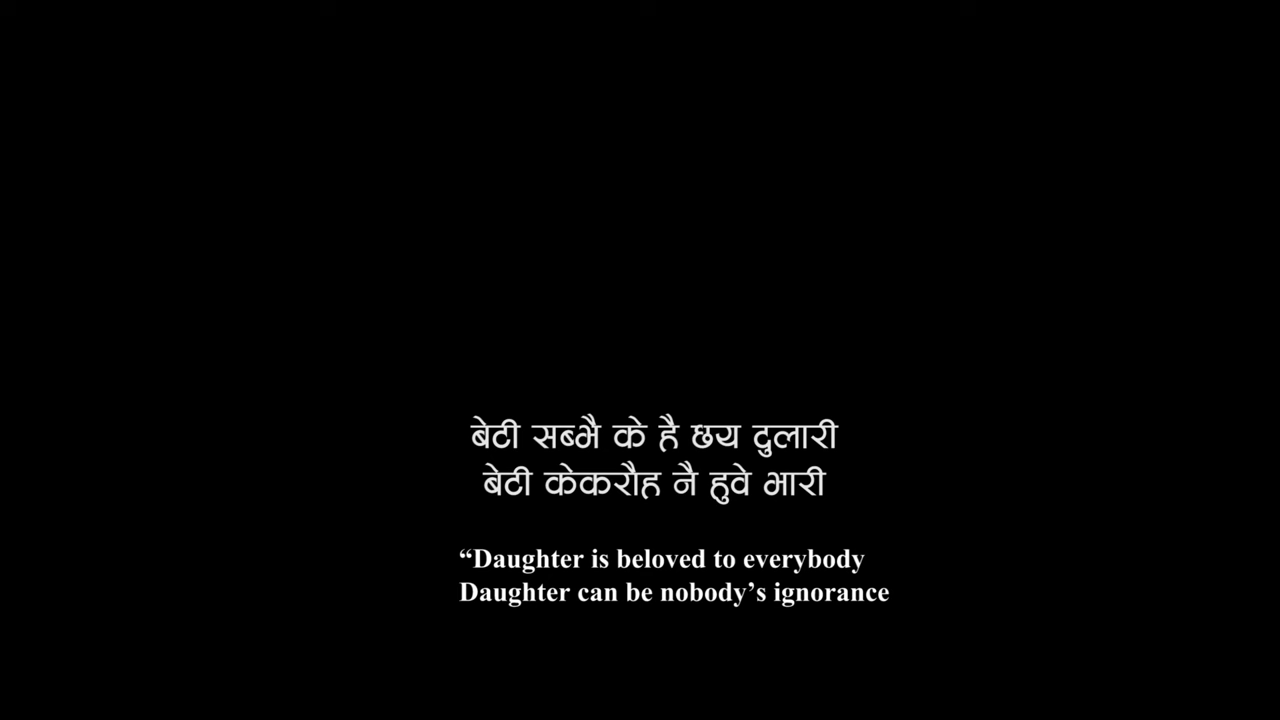 बेटी सब्भै के है छय दुलारी
बेटी केकरौह नै हुवे भारी
“Daughter is beloved to everybody
Daughter can be nobody’s ignorance